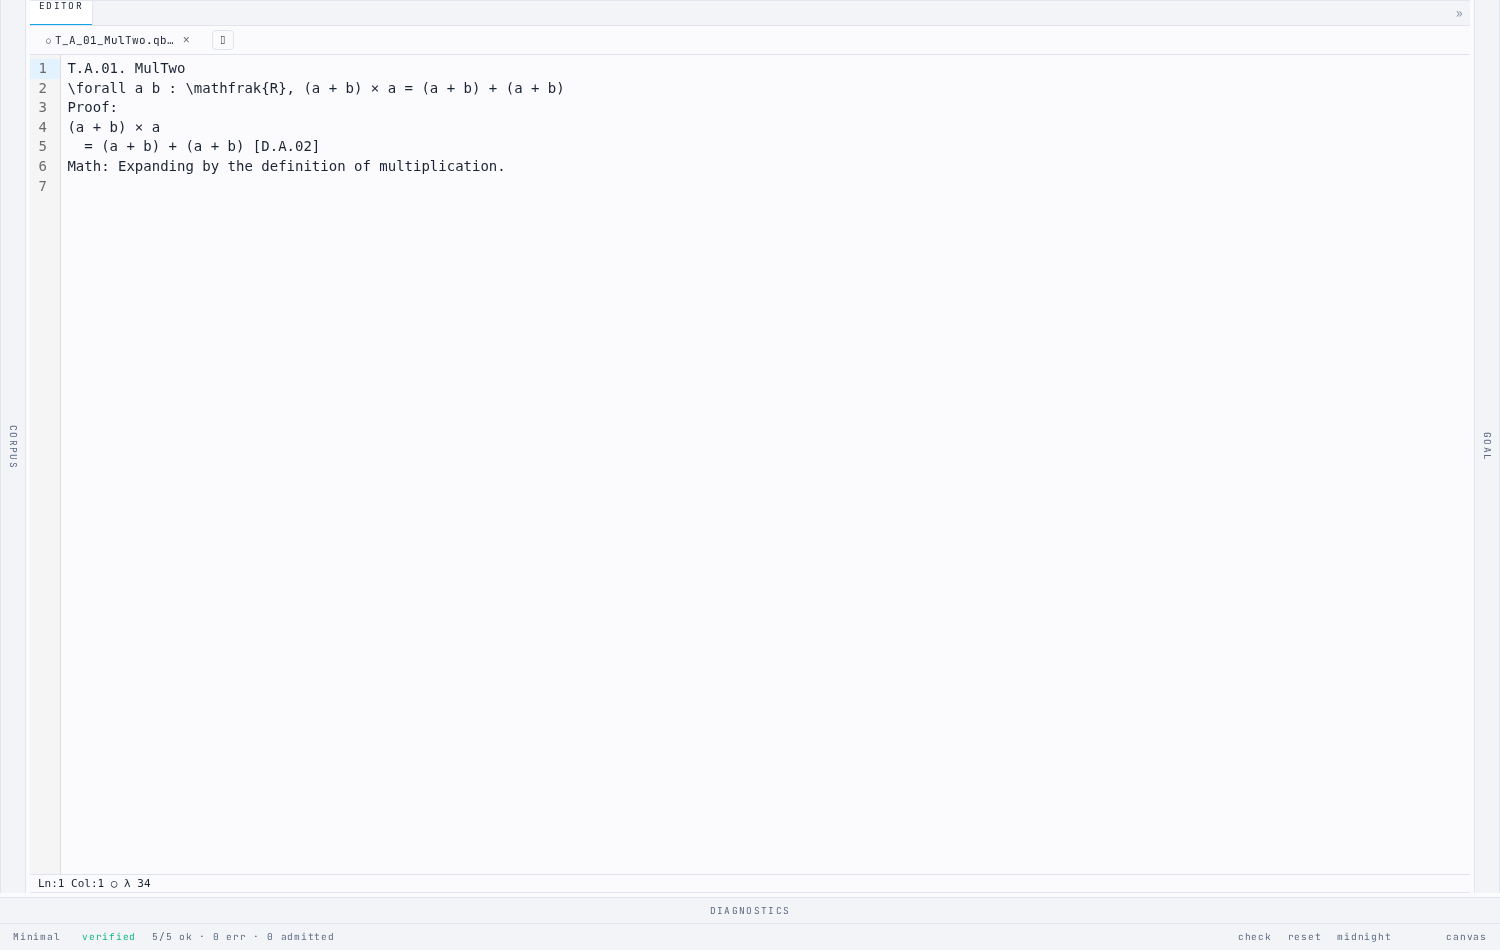 EDITOR
»
○ T_A_01_MulTwo.qb… ×
1 T.A.01. MulTwo
2 \forall a b : \mathfrak{R}, (a + b) × a = (a + b) + (a + b)
3 Proof:
4 (a + b) × a
5   = (a + b) + (a + b) [D.A.02]
6 Math: Expanding by the definition of multiplication.
7
CORPUS
GOAL
Ln:1 Col:1 ○ λ 34
DIAGNOSTICS
Minimal verified 5/5 ok · 0 err · 0 admitted check reset midnight canvas